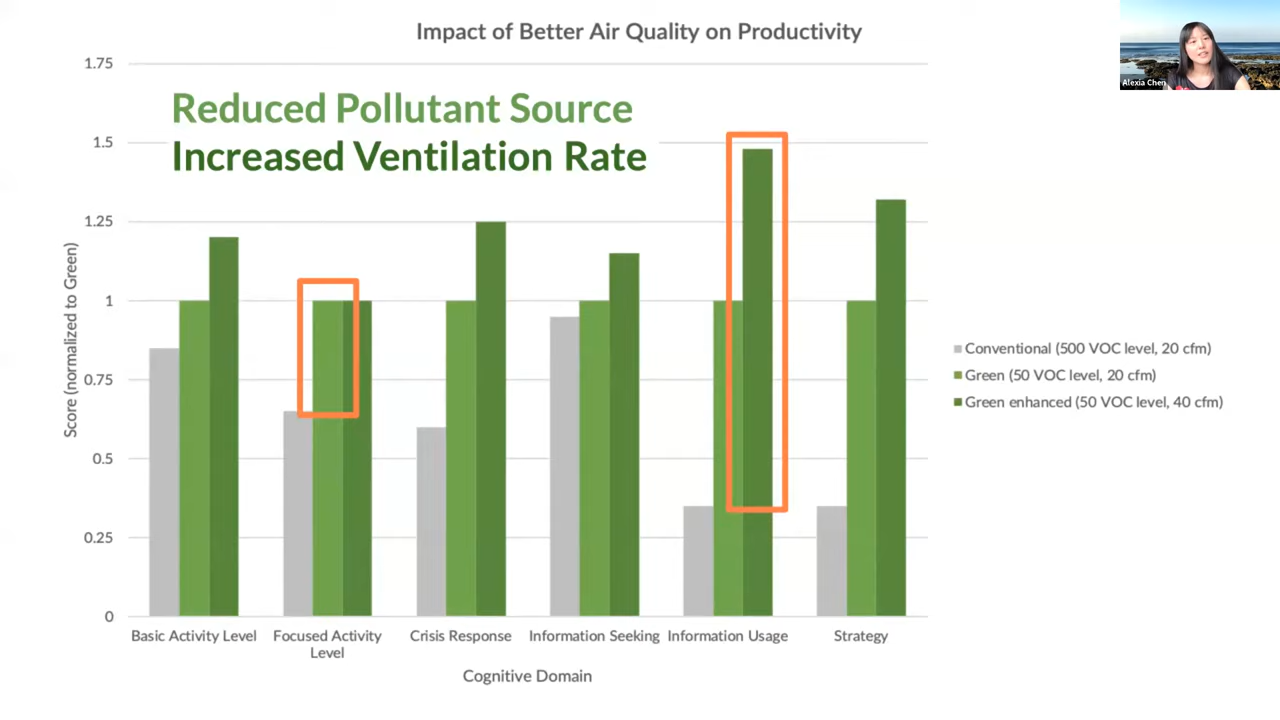 Impact of Better Air Quality on Productivity
Alexia Chen
Reduced Pollutant Source
Increased Ventilation Rate
1.75
1.5
1.25
1
0.75
0.5
0.25
0
Score (normalized to Green)
Conventional (500 VOC level, 20 cfm)
Green (50 VOC level, 20 cfm)
Green enhanced (50 VOC level, 40 cfm)
Basic Activity Level
Focused Activity
Level
Crisis Response
Information Seeking
Information Usage
Strategy
Cognitive Domain